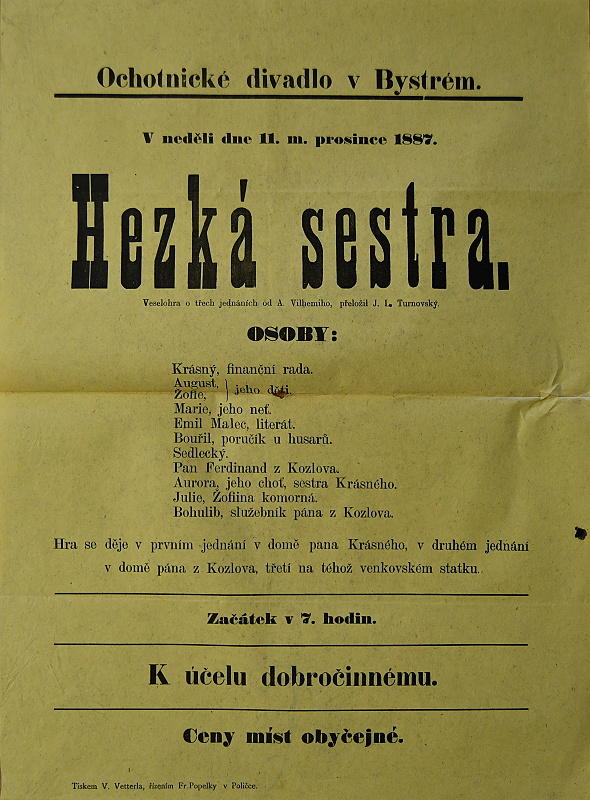 Ochotnické divadlo v Bystrém.
V neděli dne 11. m. prosince 1887.
Hezká sestra.
Veselohra o třech jednáních od A. Vilhemiho, přeložil J. L. Turnovský.
OSOBY:
Krásný, finanční rada.
August,
Žofie, } jeho děti.
Marie, jeho neť.
Emil Malec, literát.
Bouřil, poručík u husarů.
Sedlecký.
Pan Ferdinand z Kozlova.
Aurora, jeho choť, sestra Krásného.
Julie, Žofiina komorná.
Bohulib, služebník pána z Kozlova.
Hra se děje v prvním jednání v domě pana Krásného, v druhém jednání
v domě pána z Kozlova, třetí na téhož venkovském statku.
Začátek v 7. hodin.
K účelu dobročinnému.
Ceny míst obyčejné.
Tiskem V. Vetterla, řízením Fr. Popelky v Poličce.